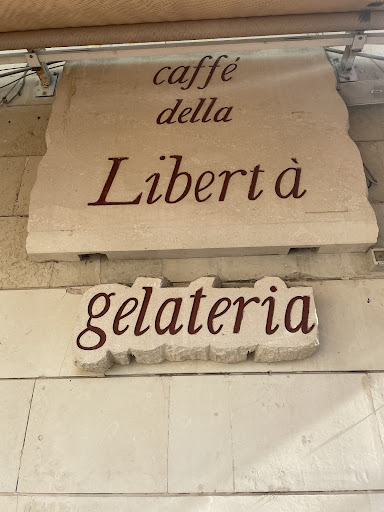 caffé
della
Libertà
gelateria